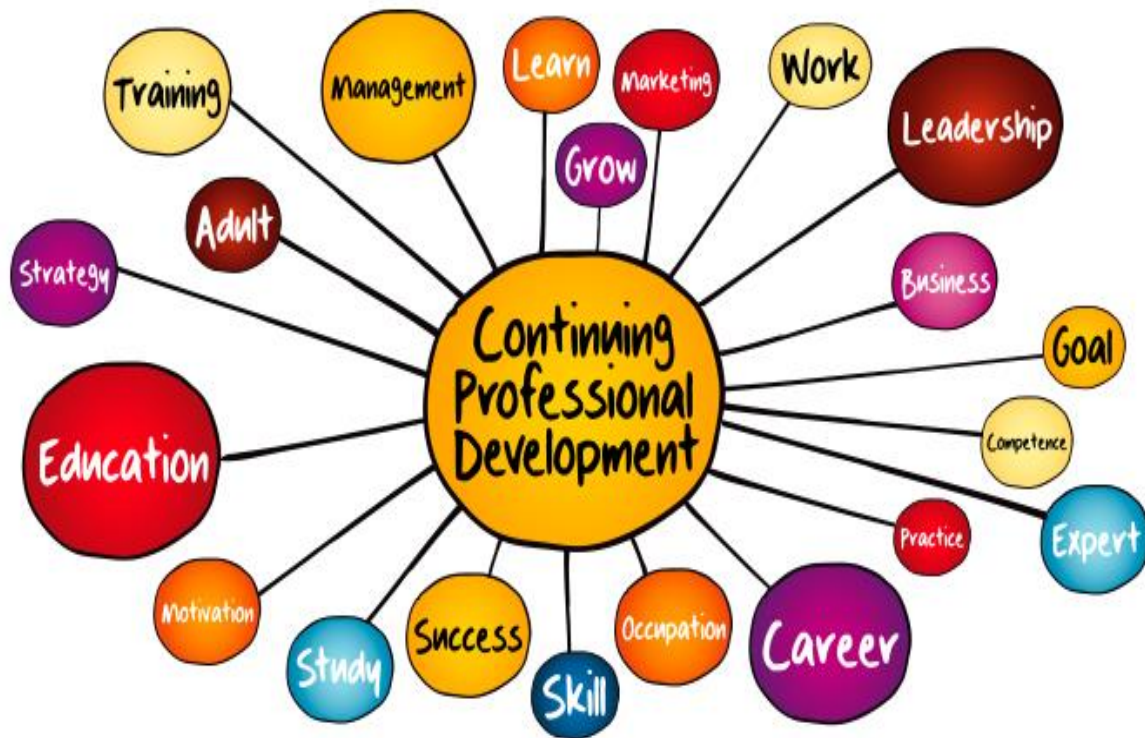 Training
Management
Learn
Marketing
Work
Leadership
Grow
Adult
Strategy
Business
Goal
Continuing
Professional
Development
Education
Competence
Practice
Expert
Motivation
Study
Success
Skill
Occupation
Career